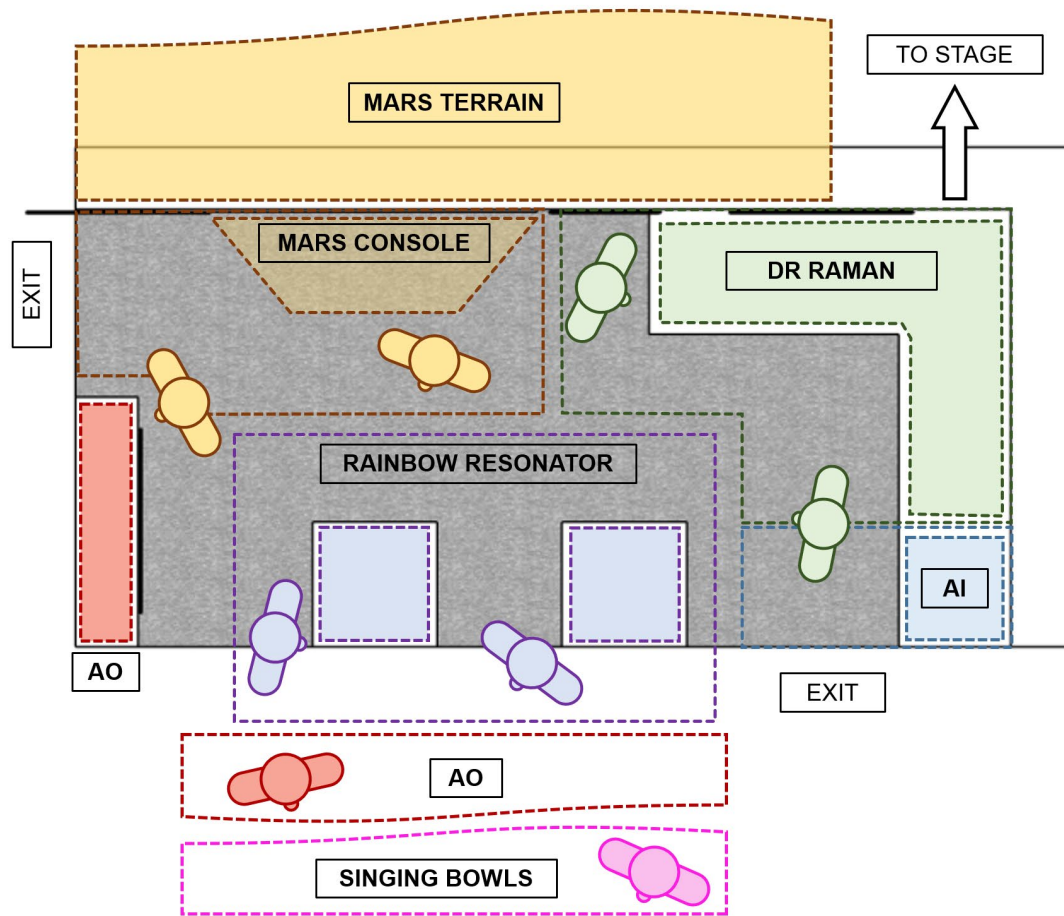 TO STAGE
MARS TERRAIN
MARS CONSOLE
DR RAMAN
EXIT
RAINBOW RESONATOR
AI
AO
EXIT
AO
SINGING BOWLS